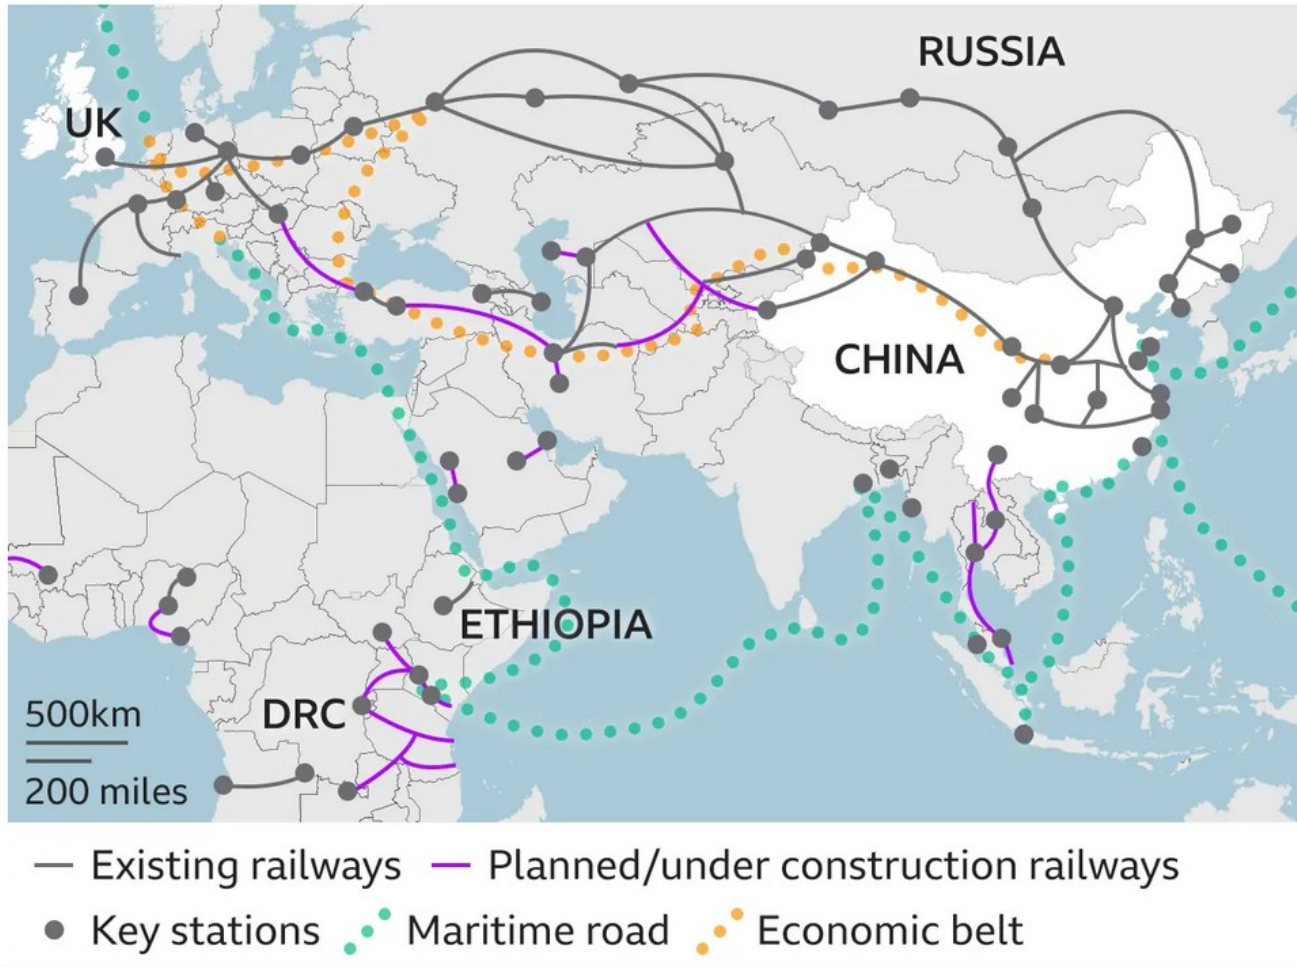 RUSSIA
UK
CHINA
ETHIOPIA
DRC
500km
200 miles
Existing railways
Planned/under construction railways
Key stations
Maritime road
Economic belt